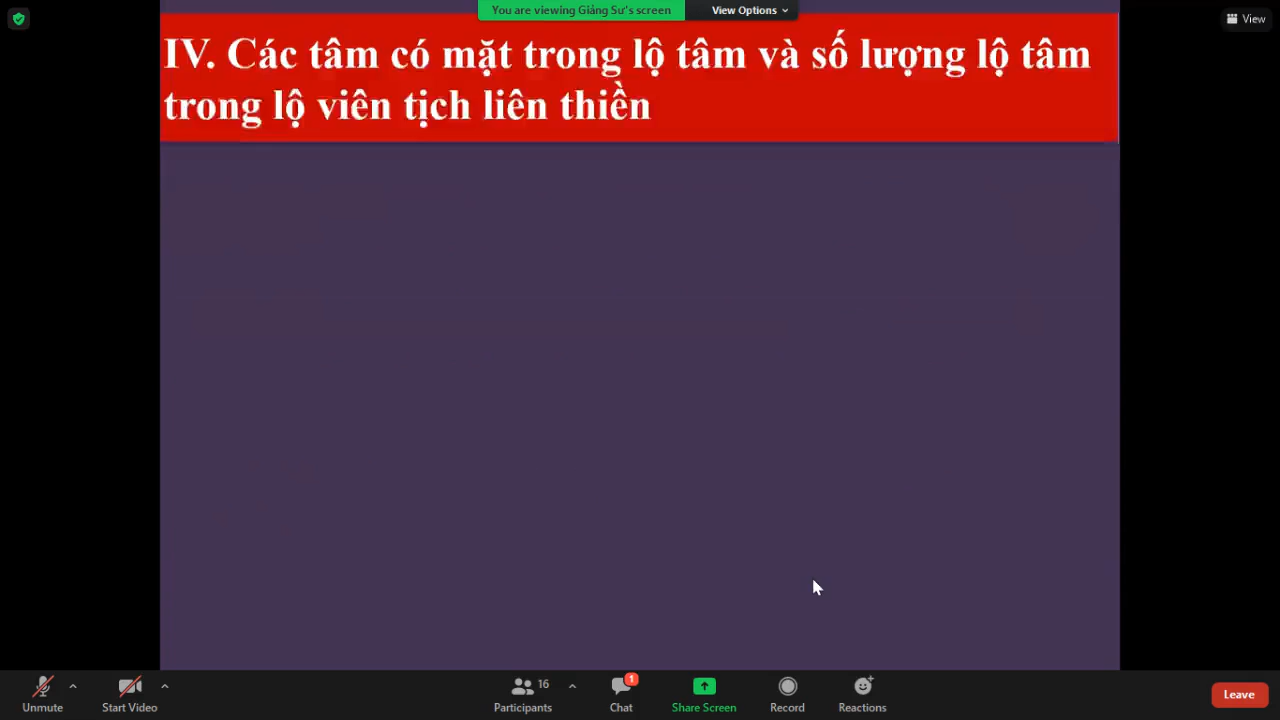 You are viewing Giảng Sư's screen
View Options
View
IV. Các tâm có mặt trong lộ tâm và số lượng lộ tâm
trong lộ viên tịch liên thiền
16
1
Unmute
Start Video
Participants
Chat
Share Screen
Record
Reactions
Leave